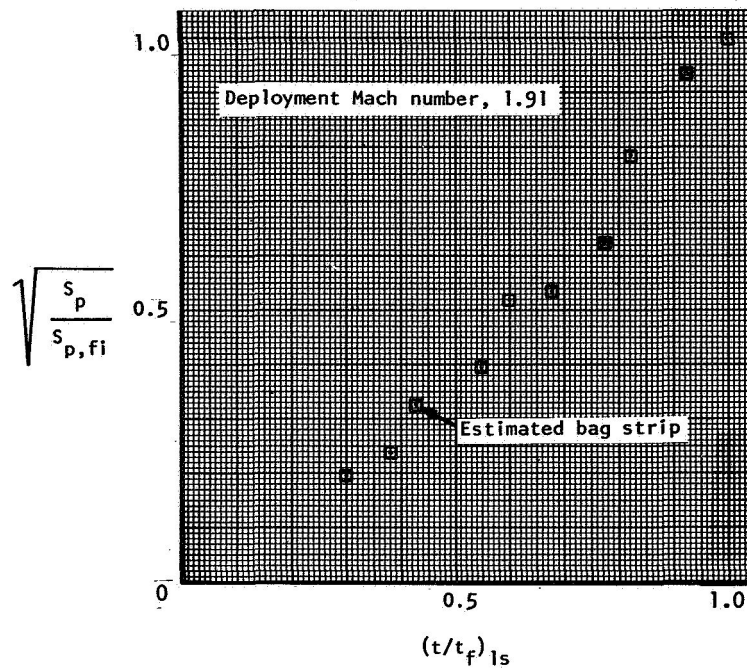 1.0
Deployment Mach number, 1.91
√(S_p / S_p,fi)
0.5
Estimated bag strip
0
0.5
1.0
(t/t_f)_ls